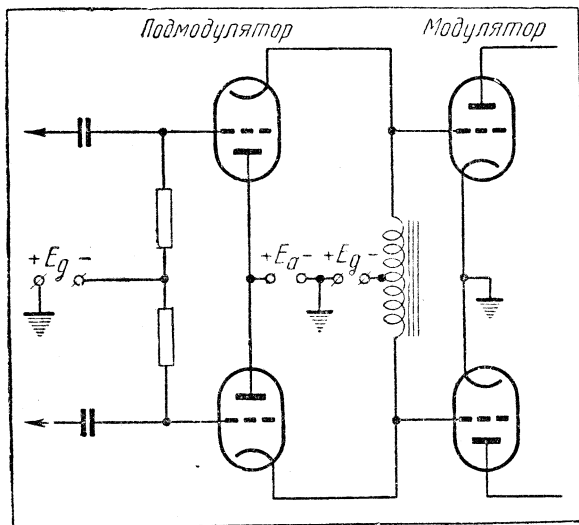 Подмодулятор
Модулятор
+ Eg -
+ Ea -
+ Eg -